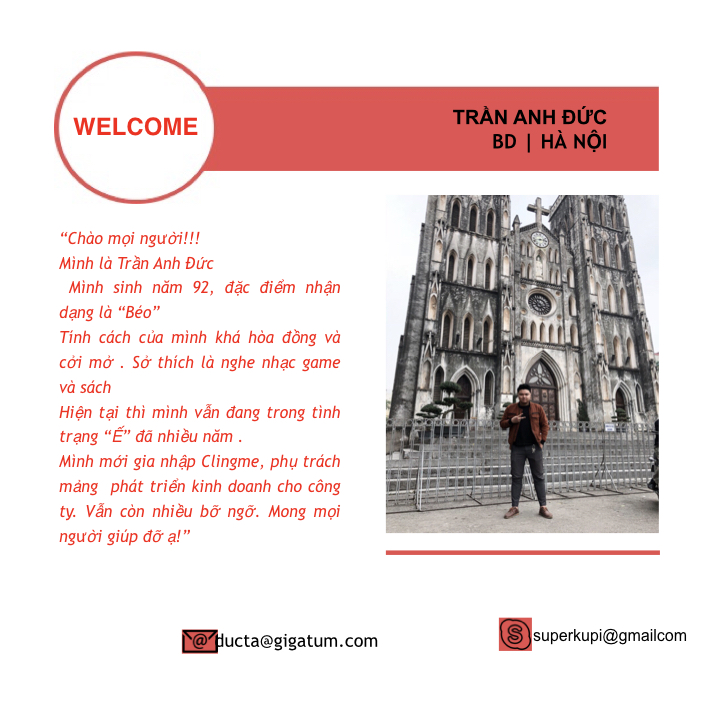 WELCOME
TRẦN ANH ĐỨC
BD | HÀ NỘI
“Chào mọi người!!!
Mình là Trần Anh Đức
Mình sinh năm 92, đặc điểm nhận
dạng là “Béo”
Tính cách của mình khá hòa đồng và
cởi mở . Sở thích là nghe nhạc game
và sách
Hiện tại thì mình vẫn đang trong tình
trạng “Ế” đã nhiều năm .
Mình mới gia nhập Clingme, phụ trách
mảng phát triển kinh doanh cho công
ty. Vẫn còn nhiều bỡ ngỡ. Mong mọi
người giúp đỡ ạ!”
ducta@gigatum.com
superkupi@gmailcom